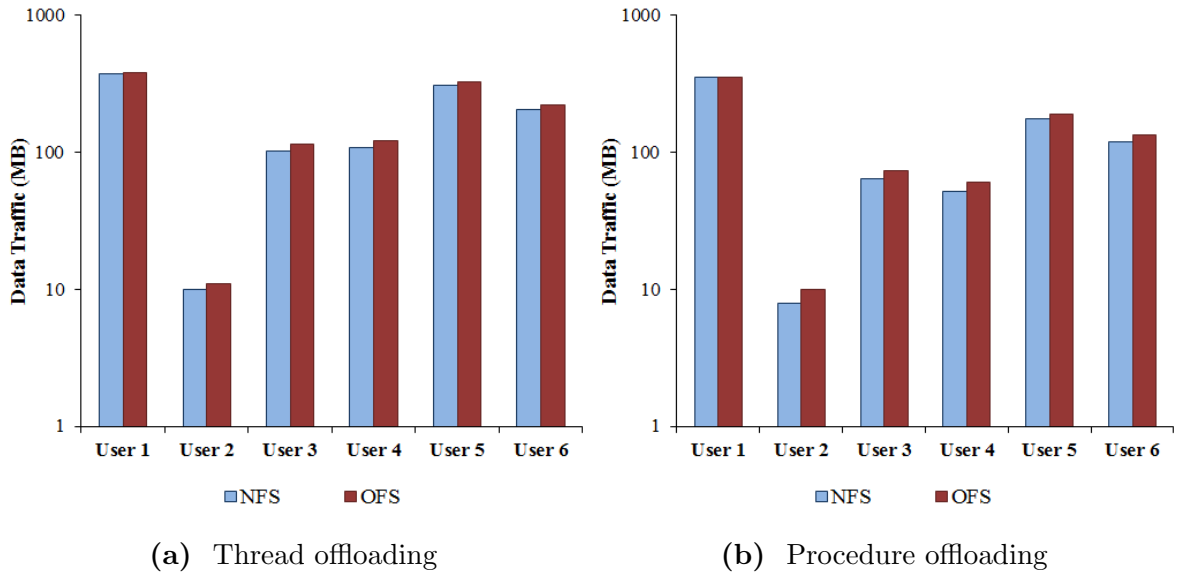 1000
100
10
1
Data Traffic (MB)
User 1 User 2 User 3 User 4 User 5 User 6
NFS OFS
(a) Thread offloading
1000
100
10
1
Data Traffic (MB)
User 1 User 2 User 3 User 4 User 5 User 6
NFS OFS
(b) Procedure offloading